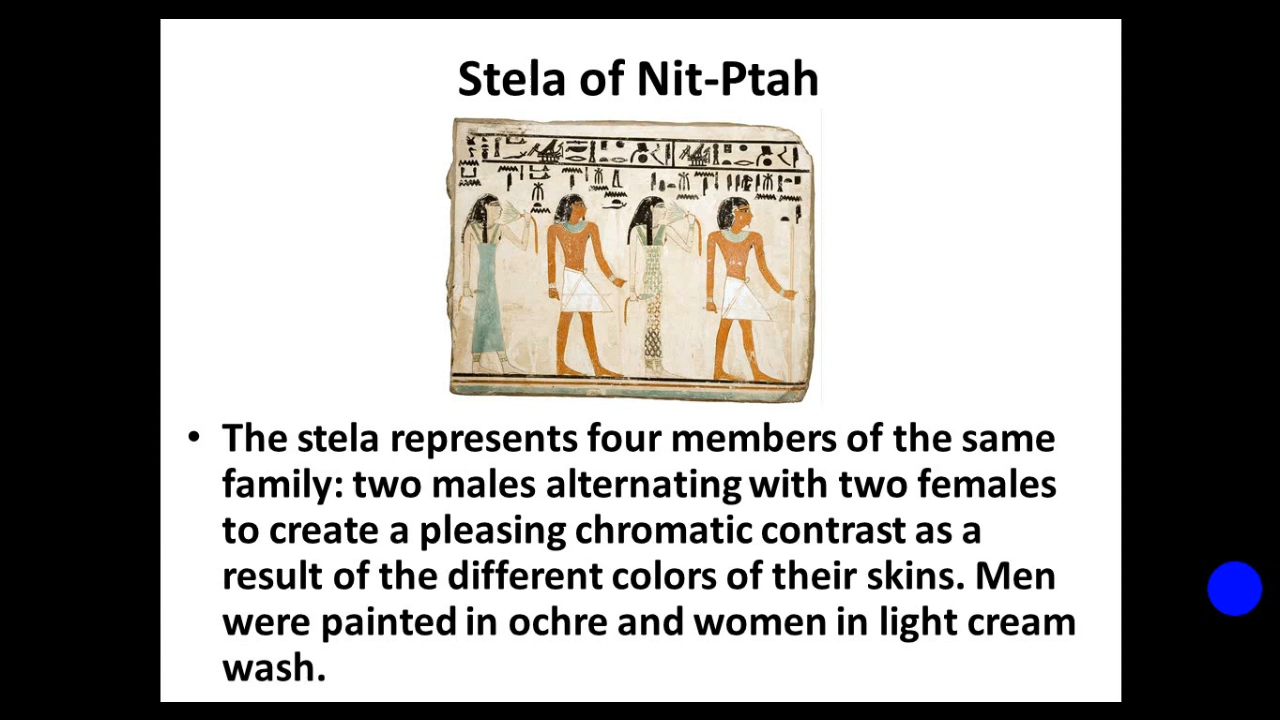 Stela of Nit-Ptah
• The stela represents four members of the same
family: two males alternating with two females
to create a pleasing chromatic contrast as a
result of the different colors of their skins. Men
were painted in ochre and women in light cream
wash.